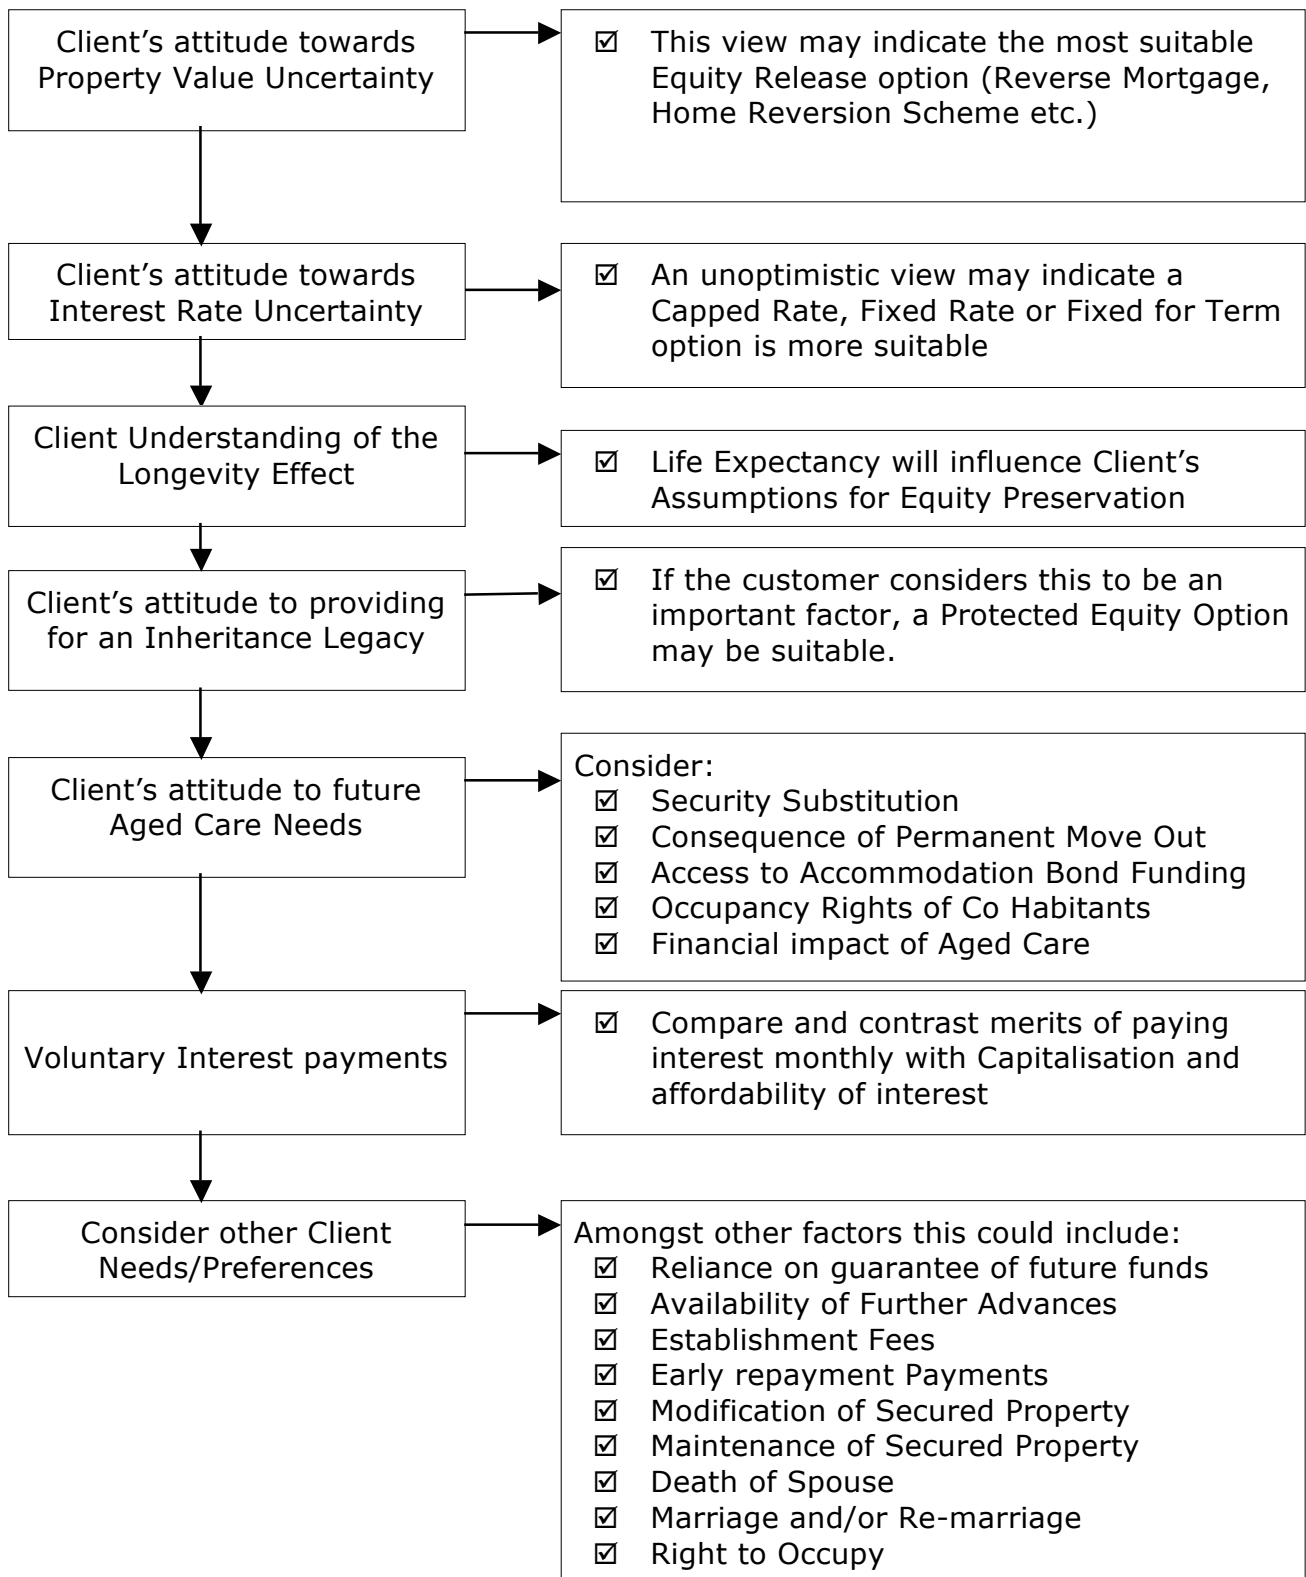 Client's attitude towards
Property Value Uncertainty
☑ This view may indicate the most suitable
Equity Release option (Reverse Mortgage,
Home Reversion Scheme etc.)
Client's attitude towards
Interest Rate Uncertainty
☑ An unoptimistic view may indicate a
Capped Rate, Fixed Rate or Fixed for Term
option is more suitable
Client Understanding of the
Longevity Effect
☑ Life Expectancy will influence Client's
Assumptions for Equity Preservation
Client's attitude to providing
for an Inheritance Legacy
☑ If the customer considers this to be an
important factor, a Protected Equity Option
may be suitable.
Client's attitude to future
Aged Care Needs
Consider:
☑ Security Substitution
☑ Consequence of Permanent Move Out
☑ Access to Accommodation Bond Funding
☑ Occupancy Rights of Co Habitants
☑ Financial impact of Aged Care
Voluntary Interest payments
☑ Compare and contrast merits of paying
interest monthly with Capitalisation and
affordability of interest
Consider other Client
Needs/Preferences
Amongst other factors this could include:
☑ Reliance on guarantee of future funds
☑ Availability of Further Advances
☑ Establishment Fees
☑ Early repayment Payments
☑ Modification of Secured Property
☑ Maintenance of Secured Property
☑ Death of Spouse
☑ Marriage and/or Re-marriage
☑ Right to Occupy